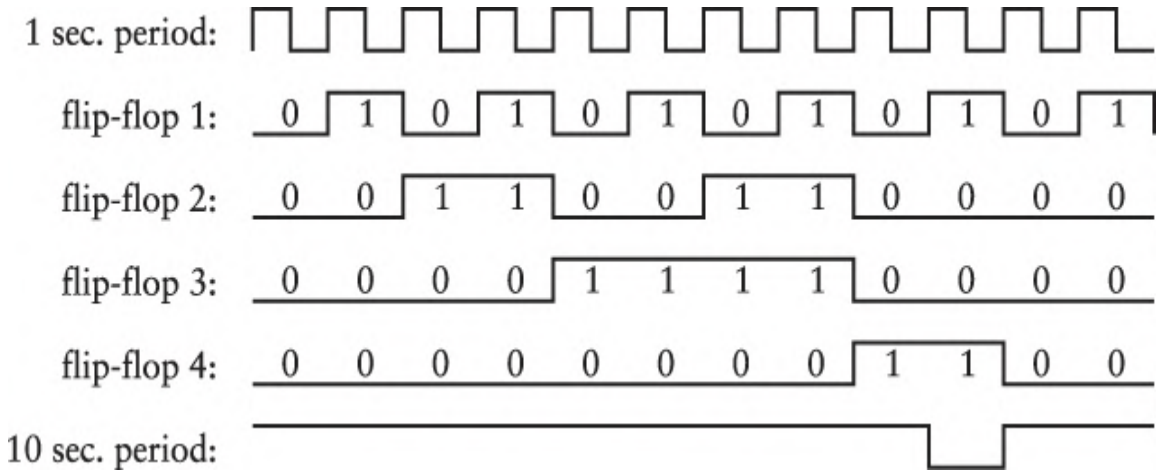 1 sec. period:
flip-flop 1: 0 1 0 1 0 1 0 1 0 1 0 1
flip-flop 2: 0 0 1 1 0 0 1 1 0 0 0 0
flip-flop 3: 0 0 0 0 1 1 1 1 0 0 0 0
flip-flop 4: 0 0 0 0 0 0 0 0 1 1 0 0
10 sec. period: